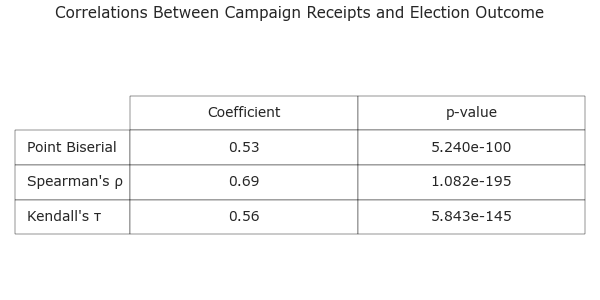 Correlations Between Campaign Receipts and Election Outcome
Coefficient p-value
Point Biserial 0.53 5.240e-100
Spearman's ρ 0.69 1.082e-195
Kendall's τ 0.56 5.843e-145